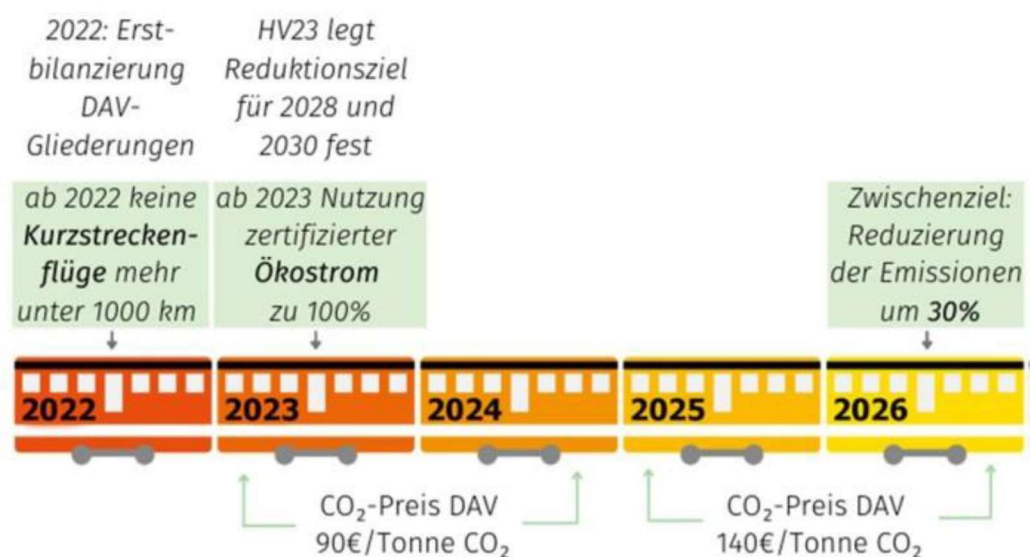 2022: Erst-
bilanzierung
DAV-
Gliederungen
HV23 legt
Reduktionsziel
für 2028 und
2030 fest
ab 2022 keine
Kurzstrecken-
flüge mehr
unter 1000 km
ab 2023 Nutzung
zertifizierter
Ökostrom
zu 100%
Zwischenziel:
Reduzierung
der Emissionen
um 30%
2022
2023
2024
2025
2026
CO₂-Preis DAV
90€/Tonne CO₂
CO₂-Preis DAV
140€/Tonne CO₂